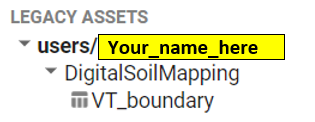 LEGACY ASSETS
users/ Your_name_here
DigitalSoilMapping
VT_boundary